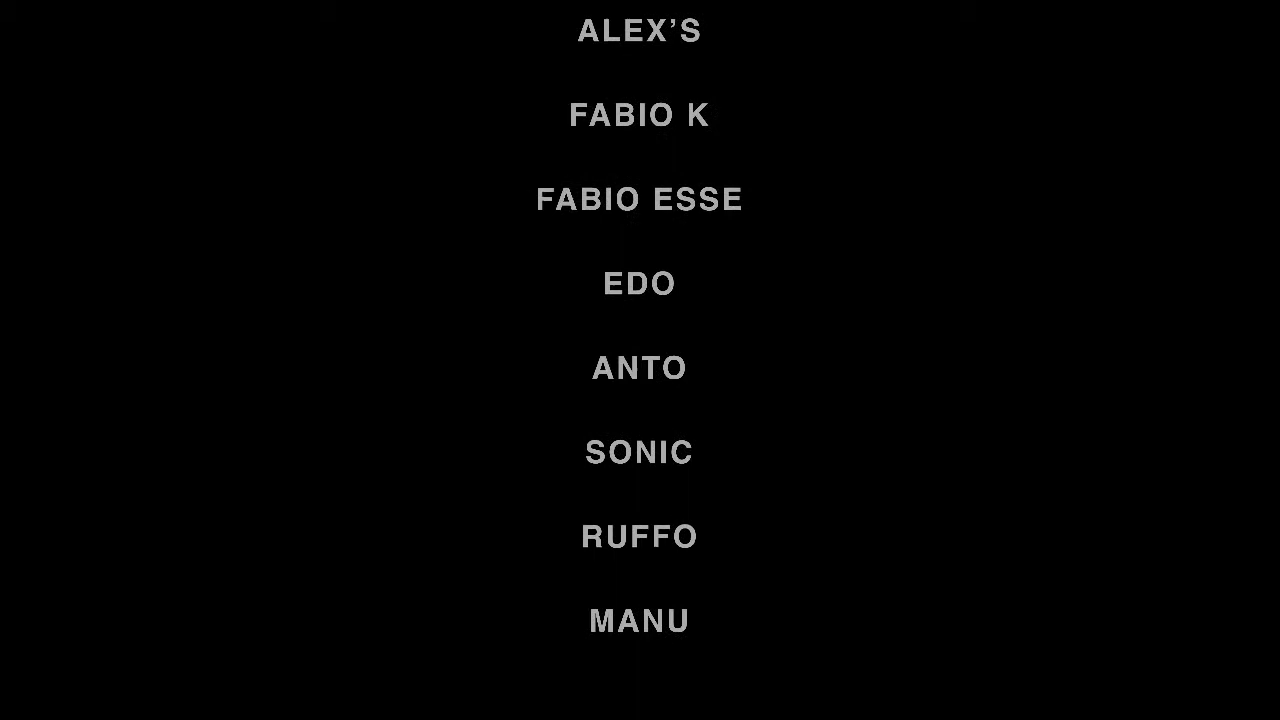 ALEX’S
FABIO K
FABIO ESSE
EDO
ANTO
SONIC
RUFFO
MANU